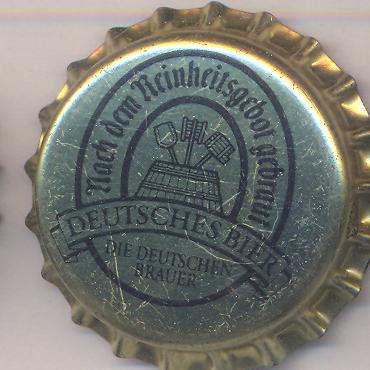 Nach dem Reinheitsgebot gebraut
DEUTSCHES BIER
DIE DEUTSCHEN
BRAUER